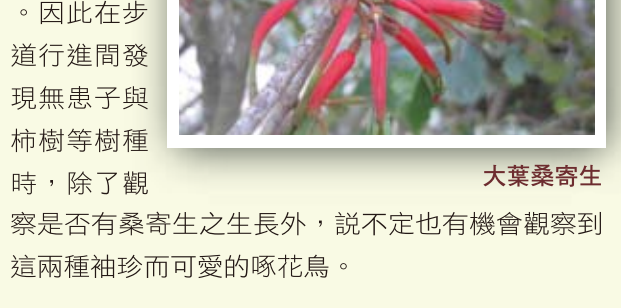 。因此在步
道行進間發
現無患子與
柿樹等樹種
時，除了觀
察是否有桑寄生之生長外，説不定也有機會觀察到
這兩種袖珍而可愛的啄花鳥。
大葉桑寄生